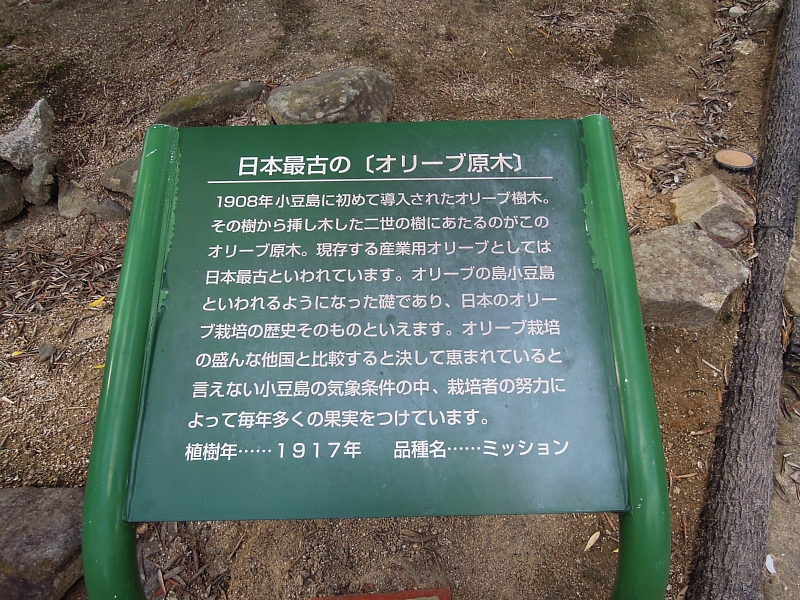 日本最古の〔オリーブ原木〕
1908年小豆島に初めて導入されたオリーブ樹木。
その樹から挿し木した二世の樹にあたるのがこの
オリーブ原木。現存する産業用オリーブとしては
日本最古といわれています。オリーブの島小豆島
といわれるようになった礎であり、日本のオリー
ブ栽培の歴史そのものといえます。オリーブ栽培
の盛んな他国と比較すると決して恵まれていると
言えない小豆島の気象条件の中、栽培者の努力に
よって毎年多くの果実をつけています。
植樹年……１９１７年　品種名……ミッション